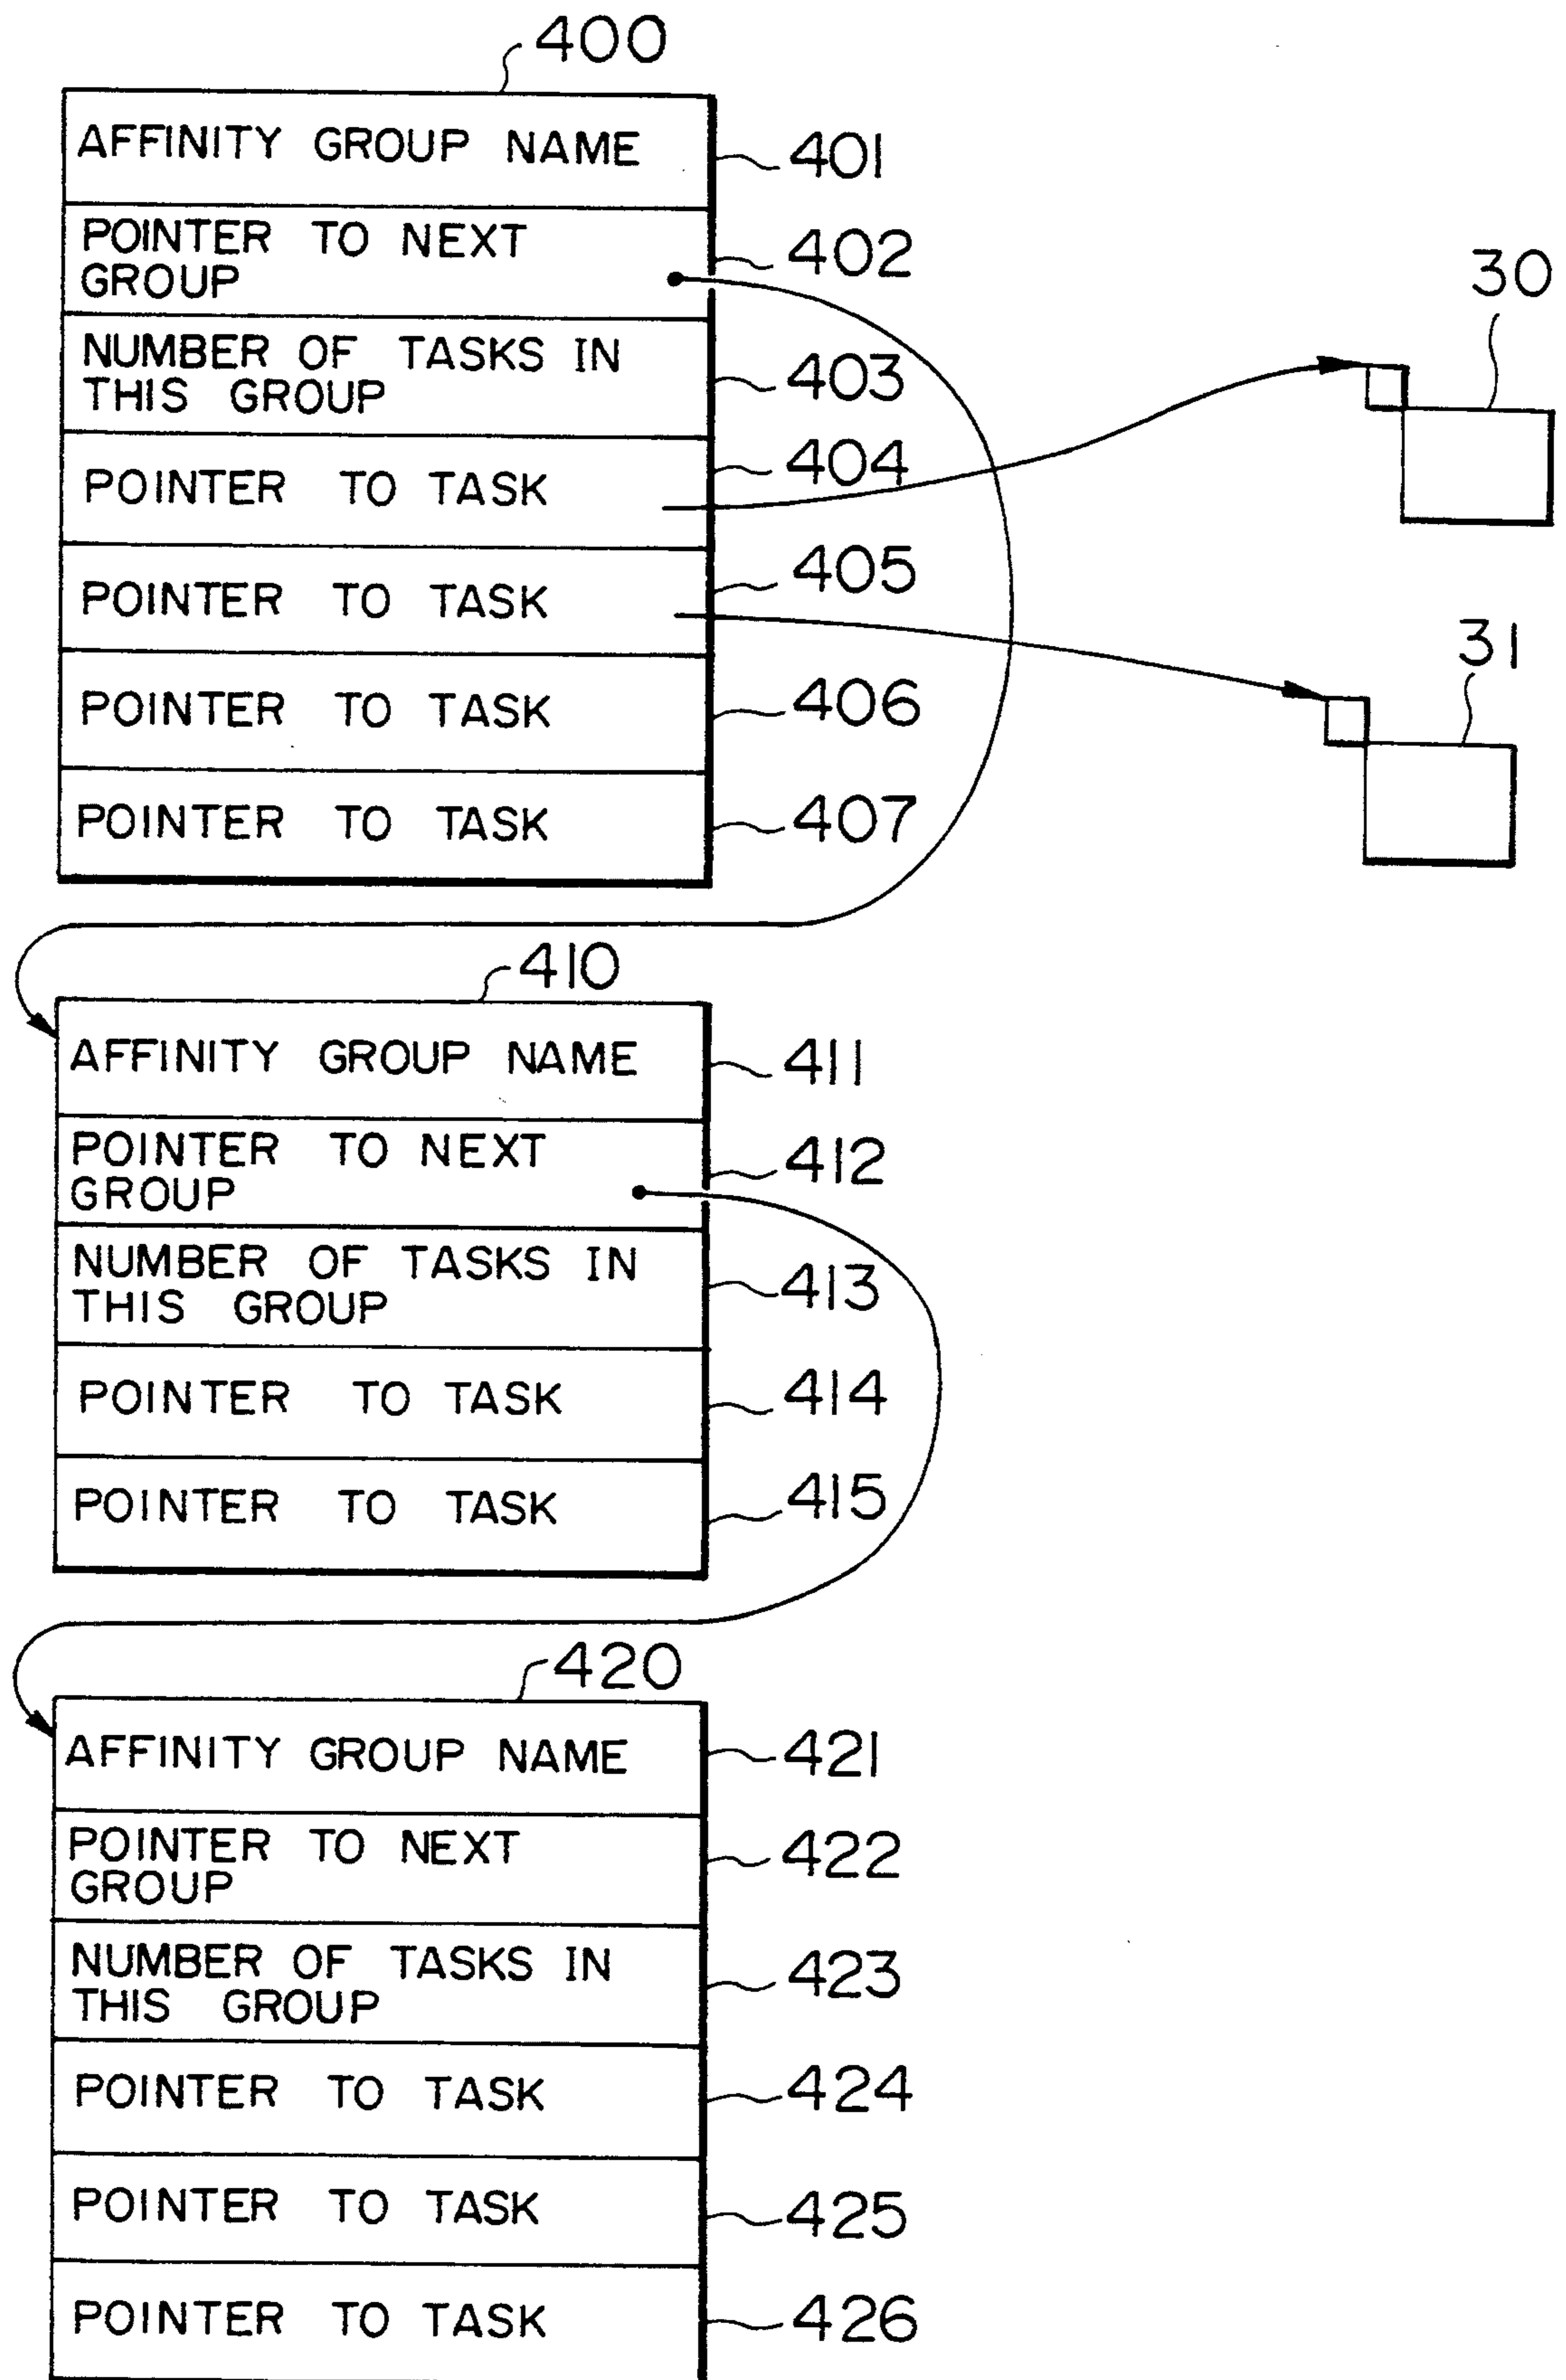 400
AFFINITY GROUP NAME
401
POINTER TO NEXT
GROUP
402
NUMBER OF TASKS IN
THIS GROUP
403
POINTER TO TASK
404
POINTER TO TASK
405
POINTER TO TASK
406
POINTER TO TASK
407
30
31
410
AFFINITY GROUP NAME
411
POINTER TO NEXT
GROUP
412
NUMBER OF TASKS IN
THIS GROUP
413
POINTER TO TASK
414
POINTER TO TASK
415
420
AFFINITY GROUP NAME
421
POINTER TO NEXT
GROUP
422
NUMBER OF TASKS IN
THIS GROUP
423
POINTER TO TASK
424
POINTER TO TASK
425
POINTER TO TASK
426